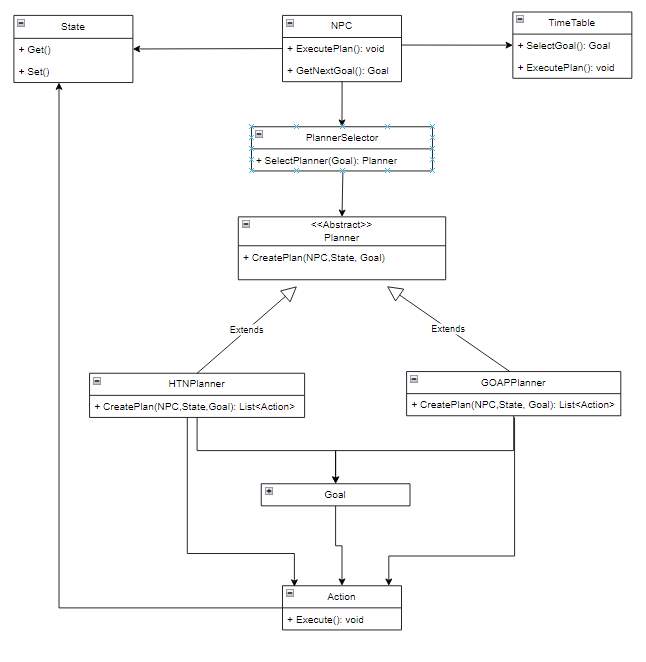 State
+ Get()
+ Set()
NPC
+ ExecutePlan(): void
+ GetNextGoal(): Goal
TimeTable
+ SelectGoal(): Goal
+ ExecutePlan(): void
PlannerSelector
+ SelectPlanner(Goal): Planner
<<Abstract>>
Planner
+ CreatePlan(NPC,State, Goal)
Extends
Extends
HTNPlanner
+ CreatePlan(NPC,State,Goal): List<Action>
GOAPPlanner
+ CreatePlan(NPC,State, Goal): List<Action>
Goal
Action
+ Execute(): void